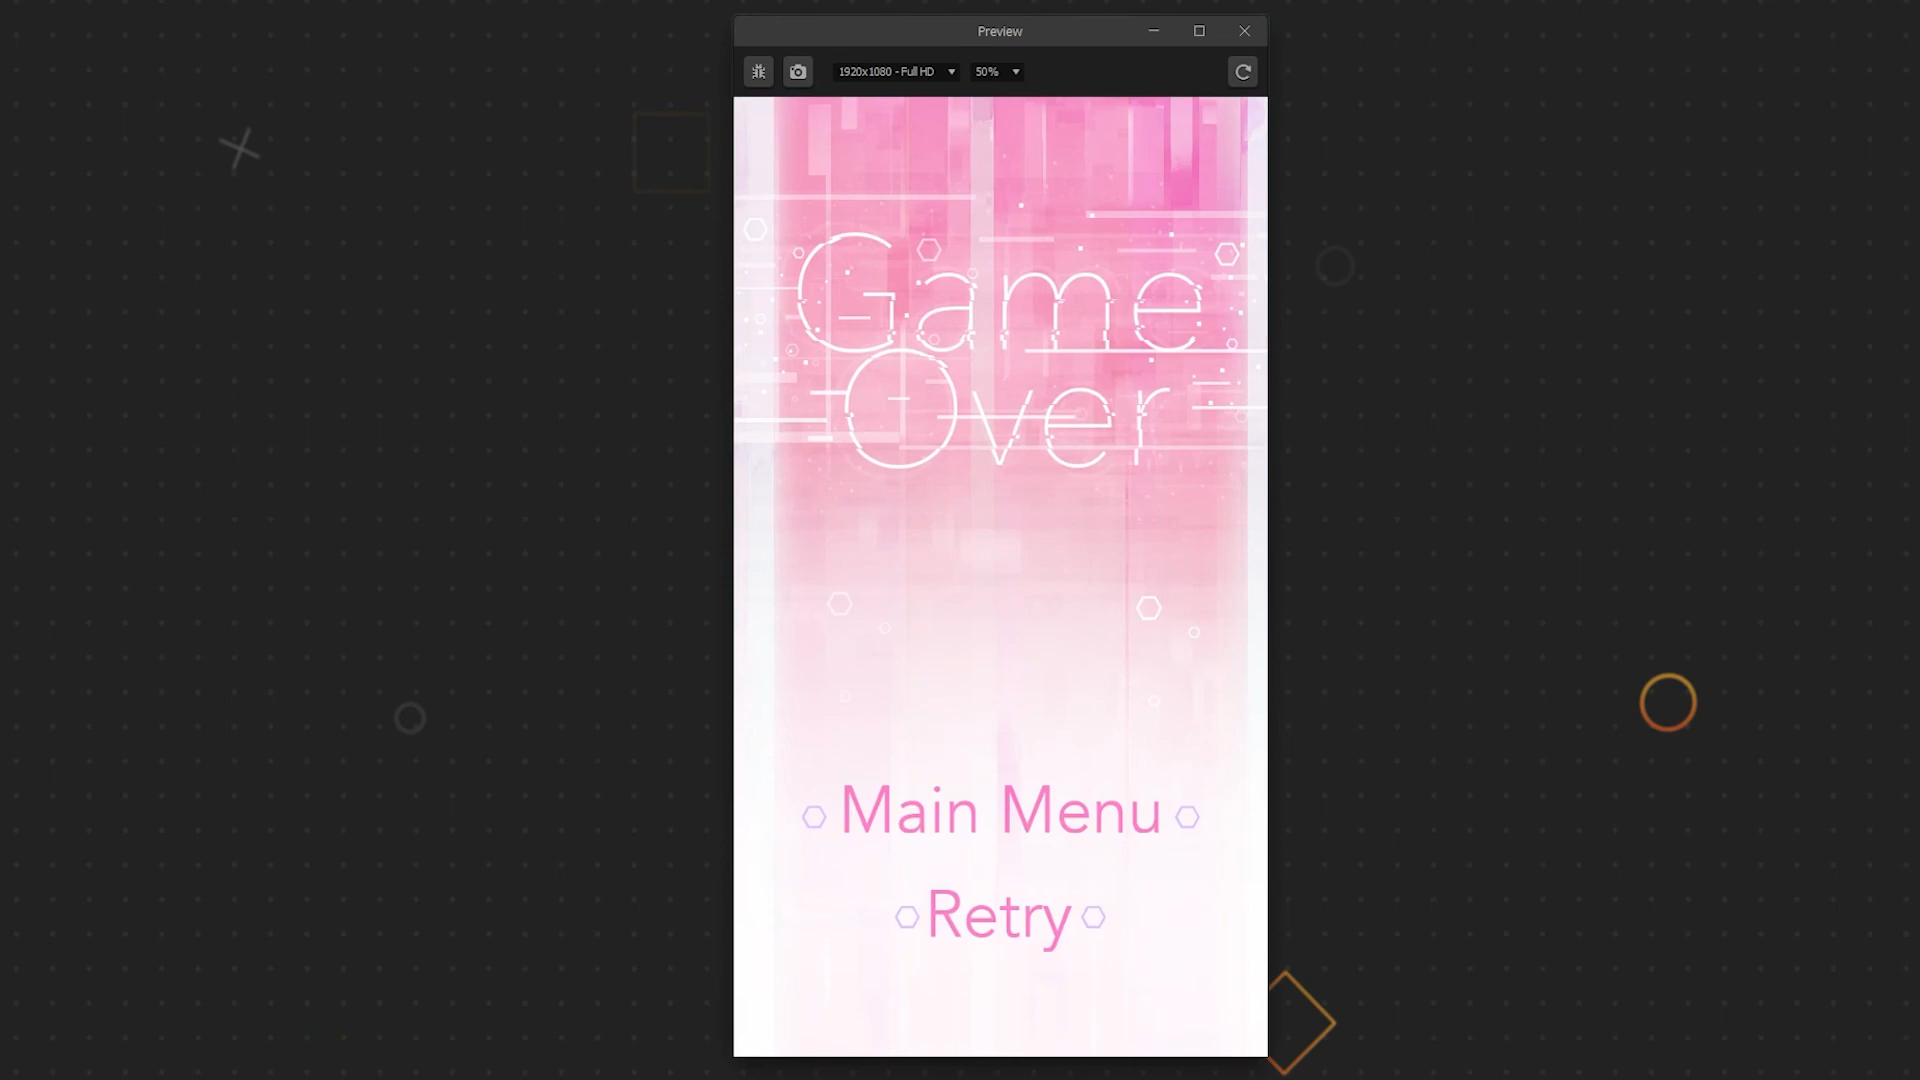 Preview
1920x1080 - Full HD 50%
Game
Over
Main Menu
Retry